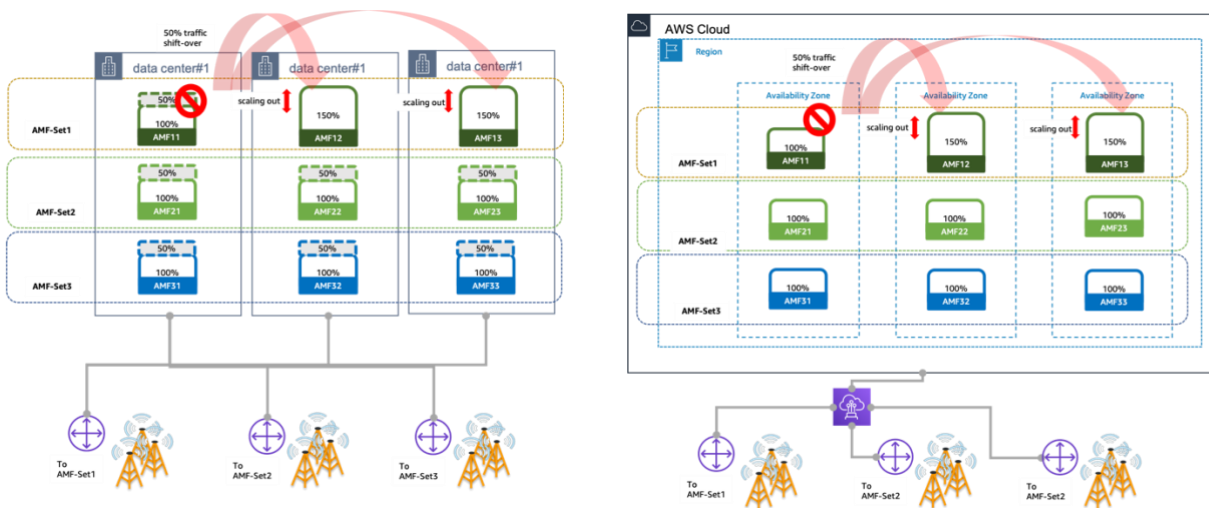 50% traffic
shift-over
data center#1
data center#1
data center#1
50%
scaling out
scaling out
100%
150%
150%
AMF-Set1
AMF11
AMF12
AMF13
50%
50%
50%
100%
100%
100%
AMF-Set2
AMF21
AMF22
AMF23
50%
50%
50%
100%
100%
100%
AMF-Set3
AMF31
AMF32
AMF33
To
AMF-Set1
To
AMF-Set2
To
AMF-Set3
AWS Cloud
Region
50% traffic
shift-over
Availability Zone
Availability Zone
Availability Zone
scaling out
scaling out
100%
150%
150%
AMF-Set1
AMF11
AMF12
AMF13
100%
100%
100%
AMF-Set2
AMF21
AMF22
AMF23
100%
100%
100%
AMF-Set3
AMF31
AMF32
AMF33
To
AMF-Set1
To
AMF-Set2
To
AMF-Set2